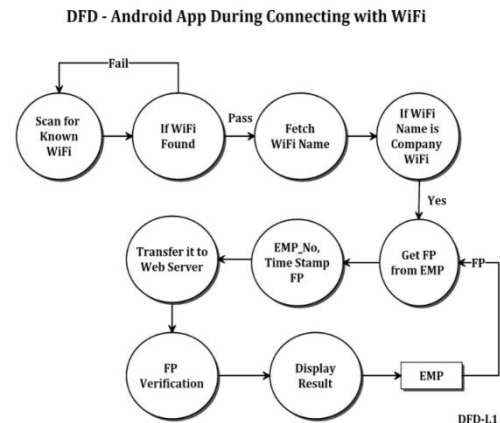 DFD - Android App During Connecting with WiFi
Fail
Scan for
Known
WiFi
If WiFi
Found
Pass
Fetch
WiFi Name
If WiFi
Name is
Company
WiFi
Yes
Transfer it to
Web Server
EMP_No,
Time Stamp
FP
Get FP
from EMP
FP
FP
Verification
Display
Result
EMP
DFD-L1